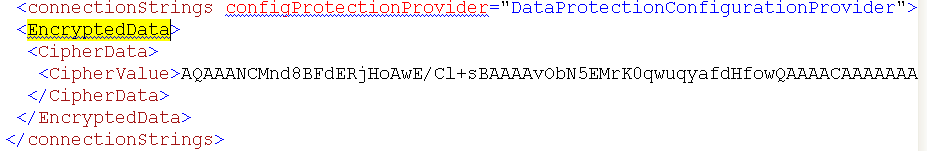 <connectionStrings configProtectionProvider="DataProtectionConfigurationProvider">
<EncryptedData>
<CipherData>
<CipherValue>AQAAANCMnd8BFdERjHoAwE/Cl+sBAAAAvObN5EMrK0qwuqyafdHfowQAAAACAAAAAAA
</CipherData>
</EncryptedData>
</connectionStrings>